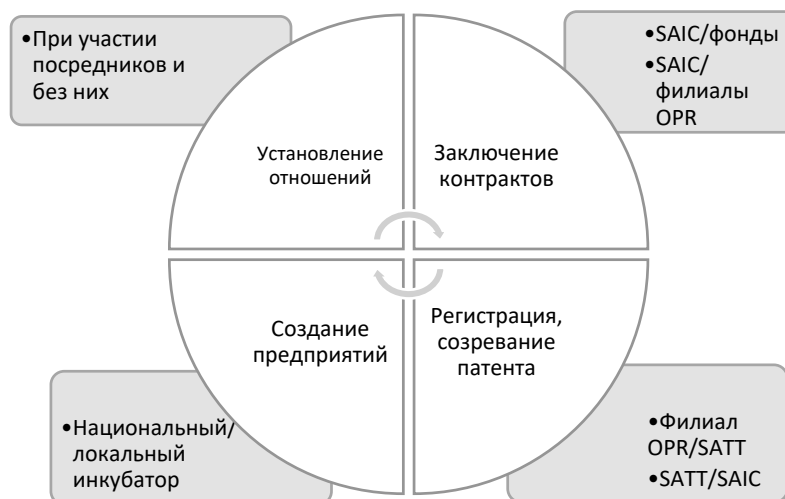 •При участии
посредников и
без них
•SAIC/фонды
•SAIC/
филиалы
OPR
Установление
отношений
Заключение
контрактов
Создание
предприятий
Регистрация,
созревание
патента
•Национальный/
локальный
инкубатор
•Филиал
OPR/SATT
•SATT/SAIC